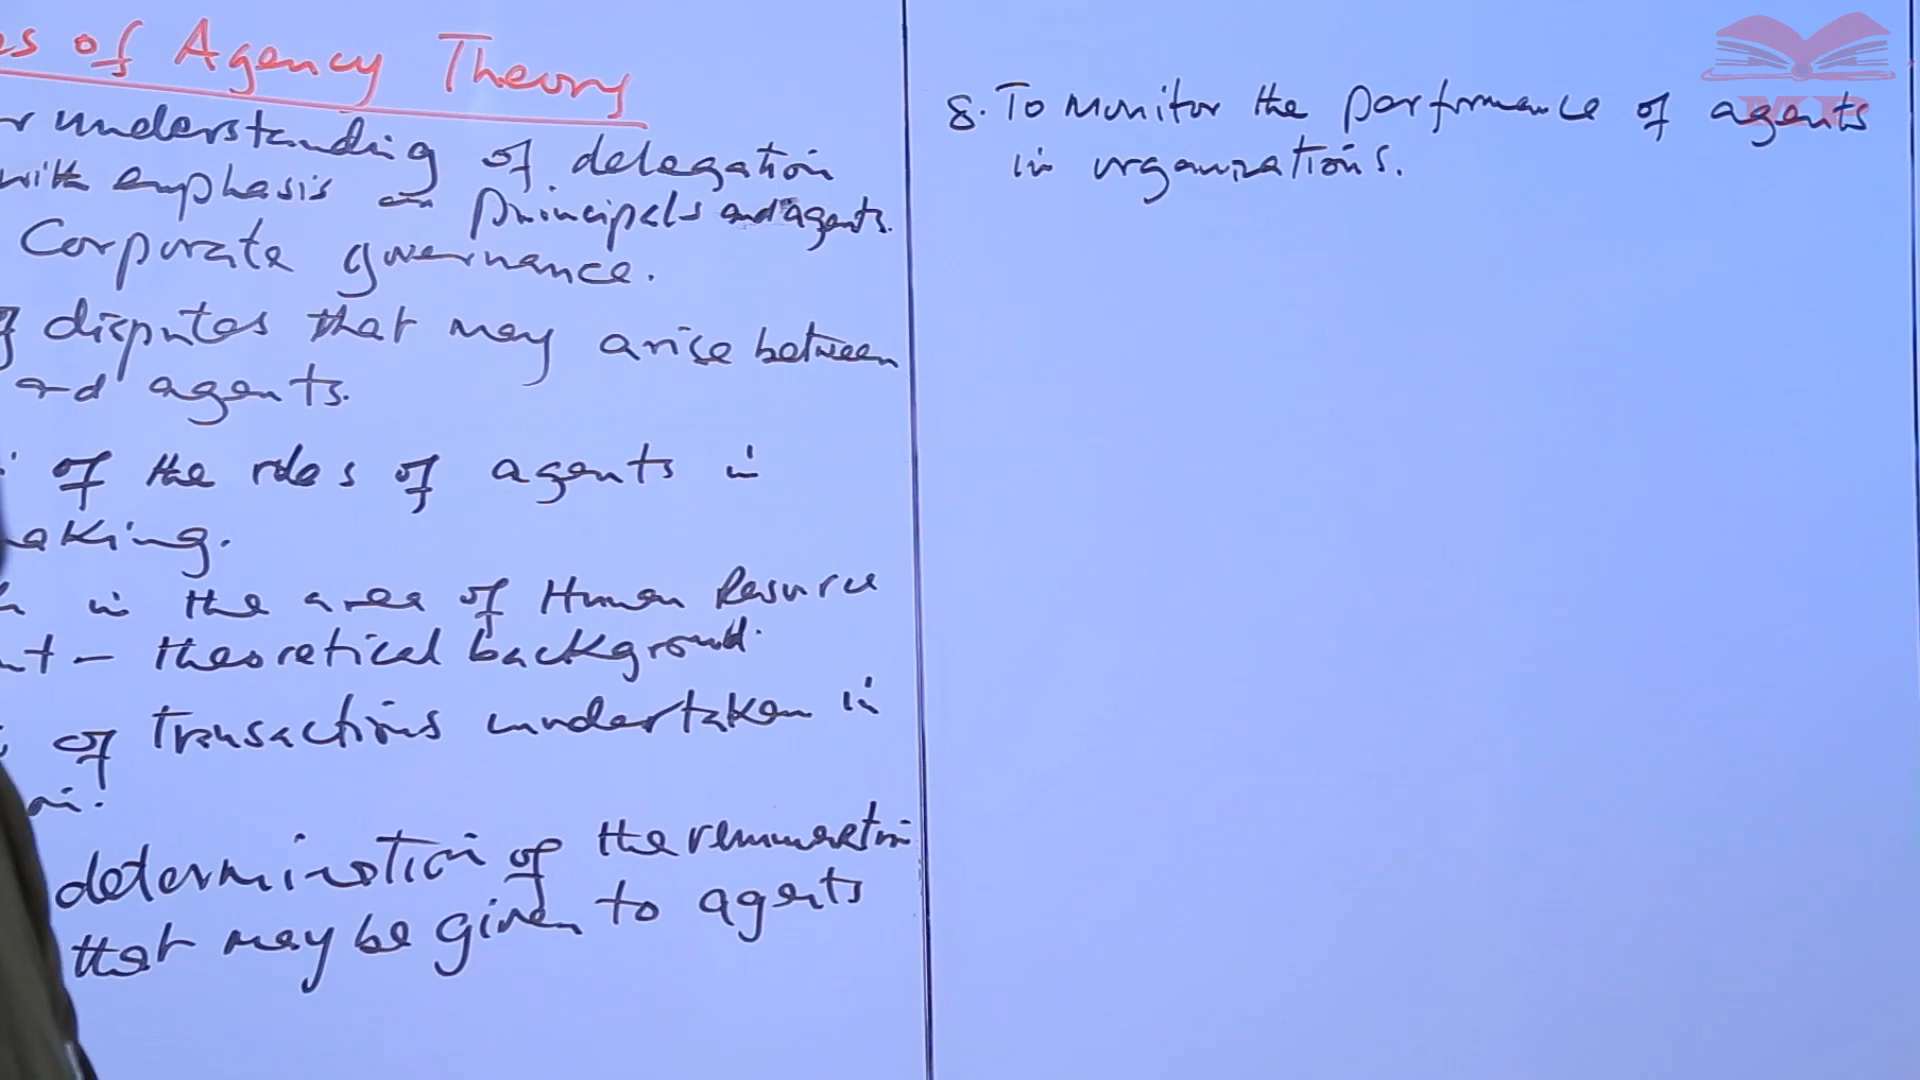 es of Agency Theory
r understanding of delegation
with emphasis on principals and agents.
Corporate governance.
disputes that may arise between
and agents.
of the roles of agents in
making.
in the area of Human Resource
nt - theoretical background.
of transactions undertaken in
determination of the remuneration
that may be given to agents
8. To monitor the performance of agents
in organizations.